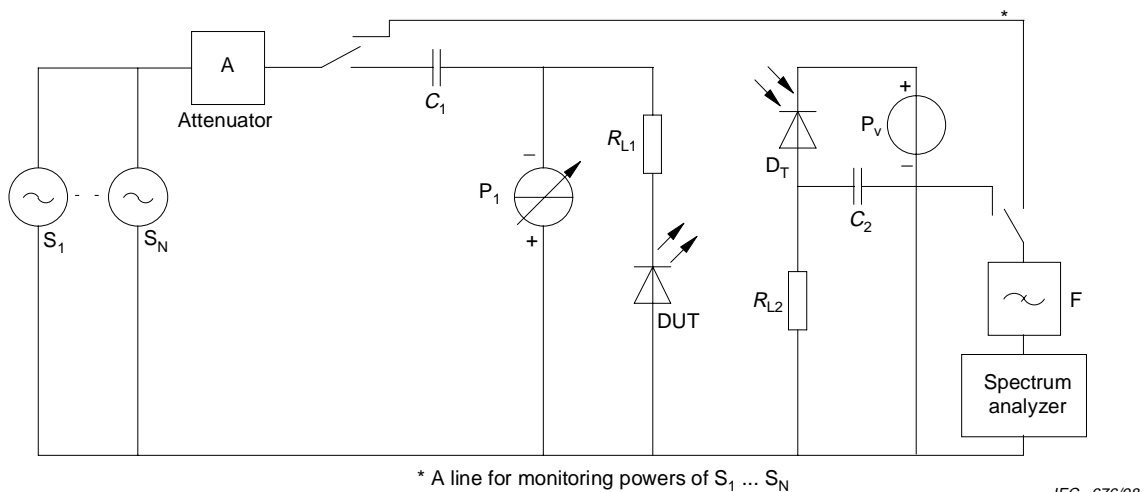 *
A
Attenuator
C1
RL1
P1
−
+
S1
SN
DUT
DT
Pv
+
−
C2
RL2
F
Spectrum
analyzer
* A line for monitoring powers of S1 ... SN